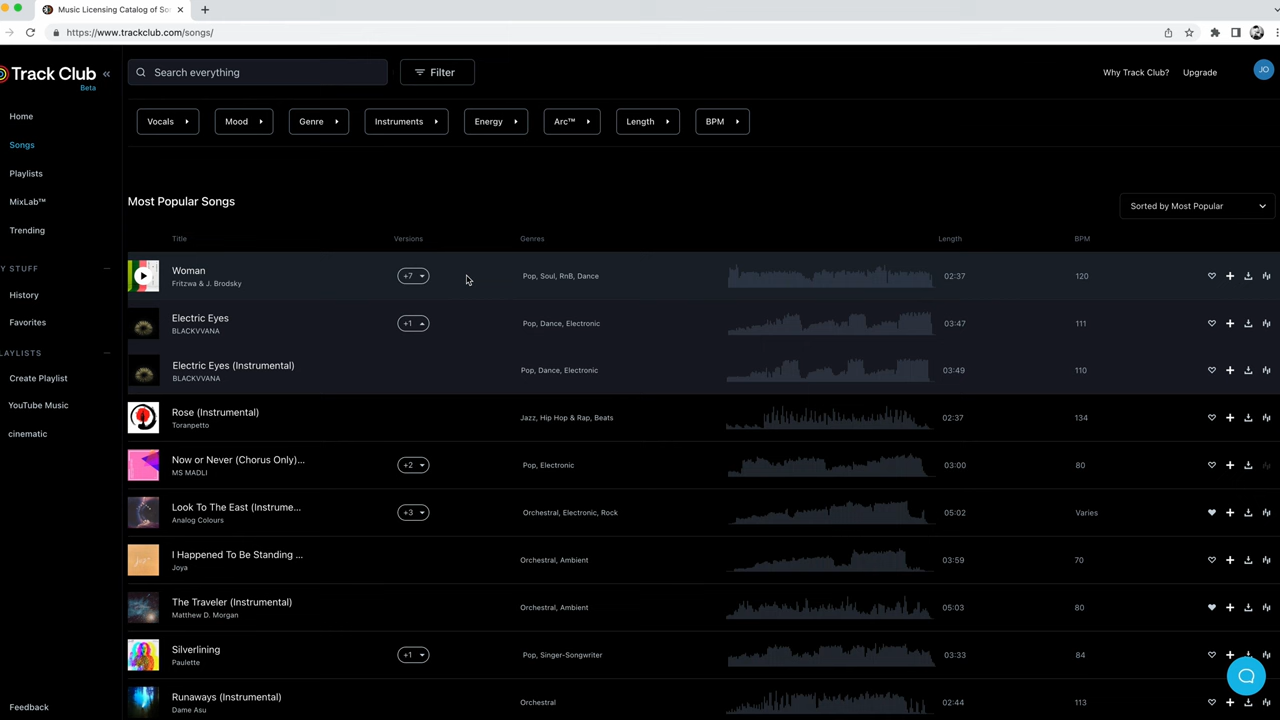 Music Licensing Catalog of So
https://www.trackclub.com/songs/
Track Club
Beta
Search everything
Filter
Why Track Club?
Upgrade
JO
Home
Songs
Playlists
MixLab™
Trending
Y STUFF
History
Favorites
LAYLISTS
Create Playlist
YouTube Music
cinematic
Feedback
Vocals
Mood
Genre
Instruments
Energy
Arc™
Length
BPM
Most Popular Songs
Sorted by Most Popular
Title Versions Genres Length BPM
Woman +7 Pop, Soul, RnB, Dance 02:37 120
Fritzwa & J. Brodsky
Electric Eyes +1 Pop, Dance, Electronic 03:47 111
BLACKVVANA
Electric Eyes (Instrumental) Pop, Dance, Electronic 03:49 110
BLACKVVANA
Rose (Instrumental) Jazz, Hip Hop & Rap, Beats 02:37 134
Toranpetto
Now or Never (Chorus Only)... +2 Pop, Electronic 03:00 80
MS MADLI
Look To The East (Instrume... +3 Orchestral, Electronic, Rock 05:02 Varies
Analog Colours
I Happened To Be Standing ... Orchestral, Ambient 03:59 70
Joya
The Traveler (Instrumental) Orchestral, Ambient 05:03 80
Matthew D. Morgan
Silverlining +1 Pop, Singer-Songwriter 03:33 84
Paulette
Runaways (Instrumental) Orchestral 02:44 113
Dame Asu